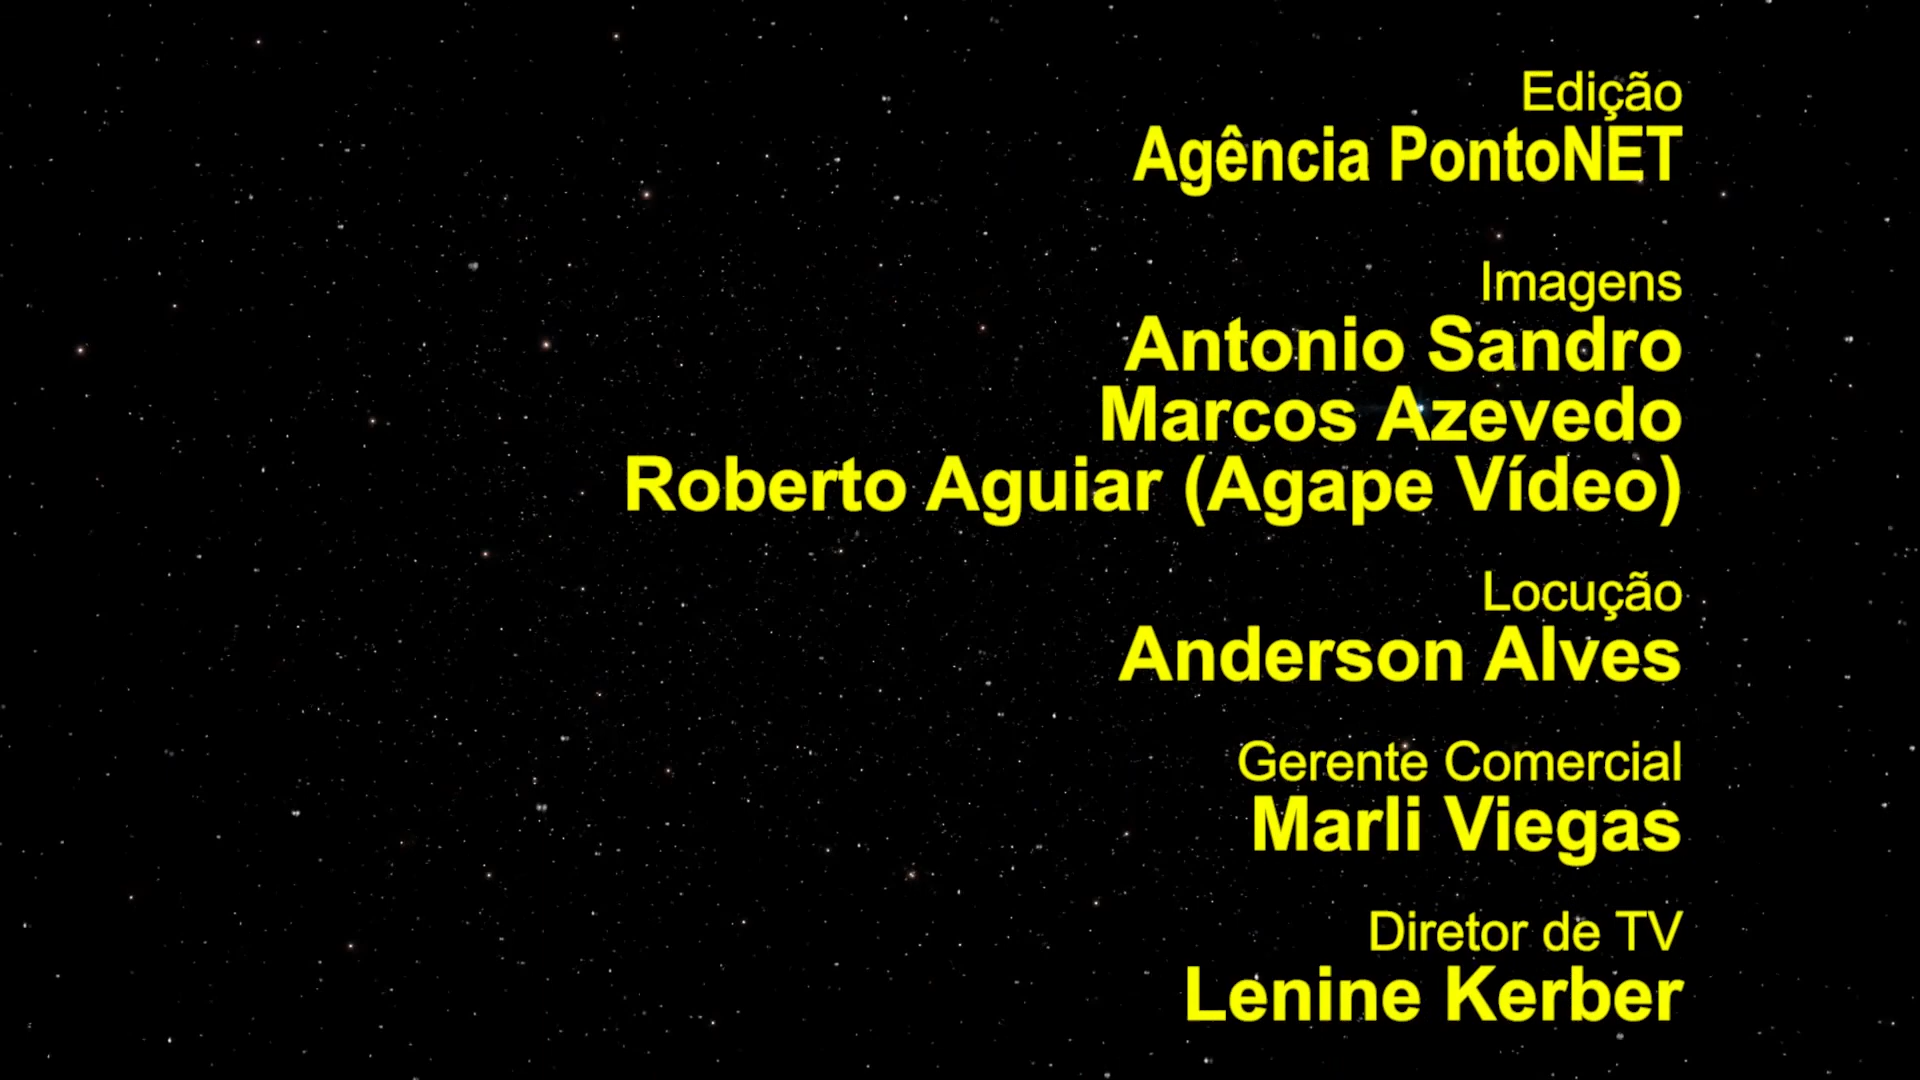 Edição
Agência PontoNET
Imagens
Antonio Sandro
Marcos Azevedo
Roberto Aguiar (Agape Vídeo)
Locução
Anderson Alves
Gerente Comercial
Marli Viegas
Diretor de TV
Lenine Kerber